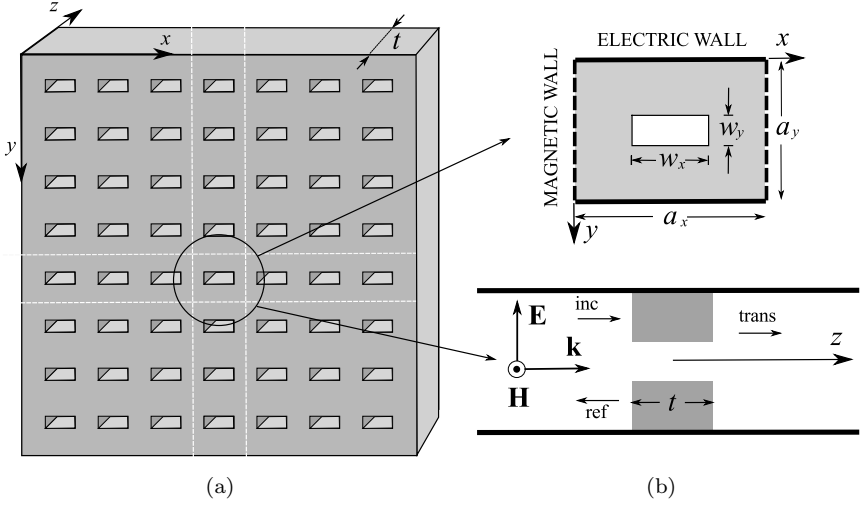 z
x
t
y
(a)
ELECTRIC WALL
x
MAGNETIC WALL
w_y
a_y
w_x
a_x
y
inc
E
trans
k
z
H
ref
t
(b)